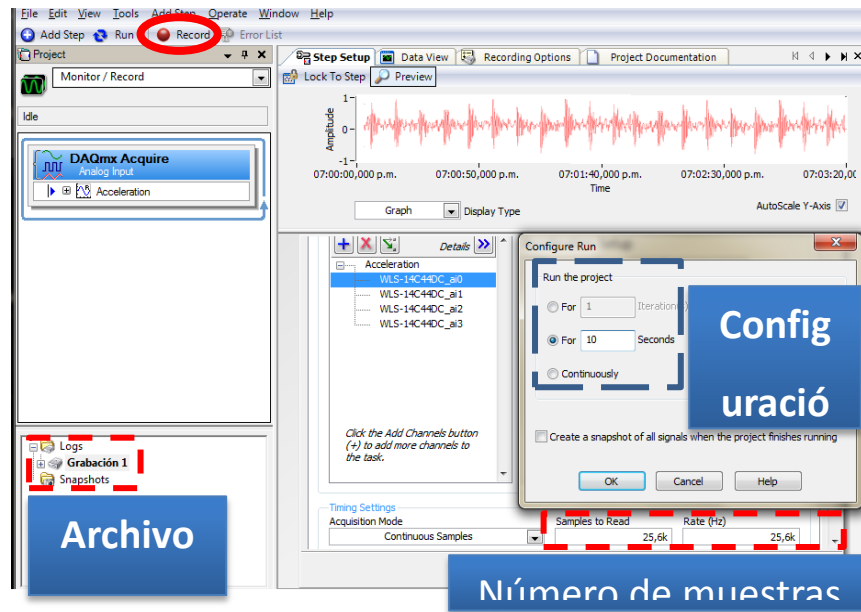 File Edit View Tools Add Step Operate Window Help
Add Step Run Record Error List
Project
Monitor / Record
Idle
DAQmx Acquire
Analog Input
Acceleration
Logs
Grabación 1
Snapshots
Archivo
Step Setup Data View Recording Options Project Documentation
Lock To Step Preview
Amplitude
1
0
-1
07:00:00,000 p.m. 07:00:50,000 p.m. 07:01:40,000 p.m. 07:02:30,000 p.m. 07:03:20,0
Time
Graph Display Type AutoScale Y-Axis
Details
Acceleration
WLS-14C44DC_ai0
WLS-14C44DC_ai1
WLS-14C44DC_ai2
WLS-14C44DC_ai3
Click the Add Channels button
(+) to add more channels to
the task.
Configure Run
Run the project
For 1 Iteration(s)
For 10 Seconds
Continuously
Create a snapshot of all signals when the project finishes running
OK Cancel Help
Config
uració
Timing Settings
Acquisition Mode Samples to Read Rate (Hz)
Continuous Samples 25,6k 25,6k
Número de muestras